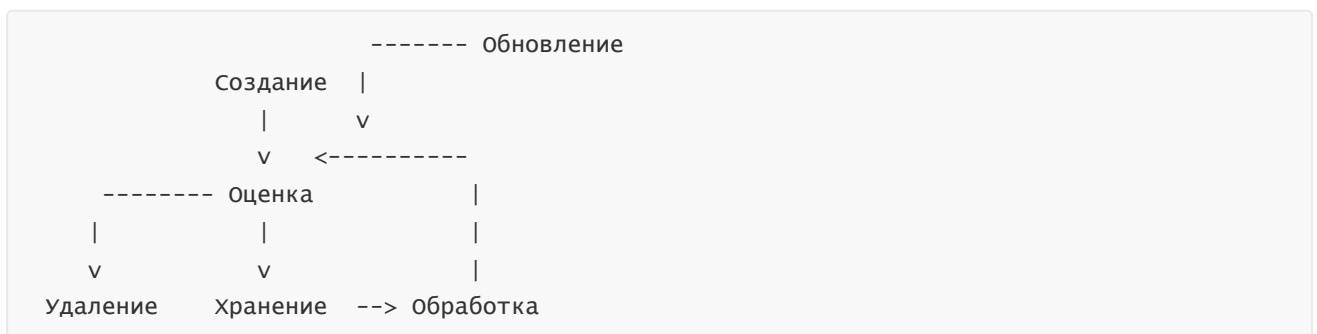 ------- Обновление
Создание |
| v
v <----------
-------- Оценка |
| | |
v v |
Удаление Хранение --> Обработка